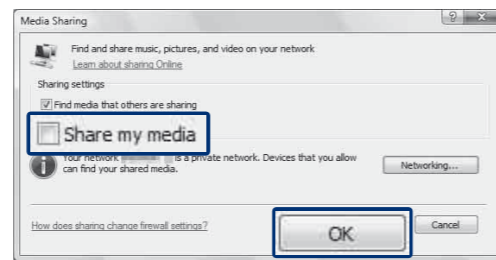 Media Sharing
Find and share music, pictures, and video on your network
Learn about sharing Online
Sharing settings
Find media that others are sharing
Share my media
Your network is a private network. Devices that you allow
can find your shared media.
Networking...
How does sharing change firewall settings?
OK
Cancel